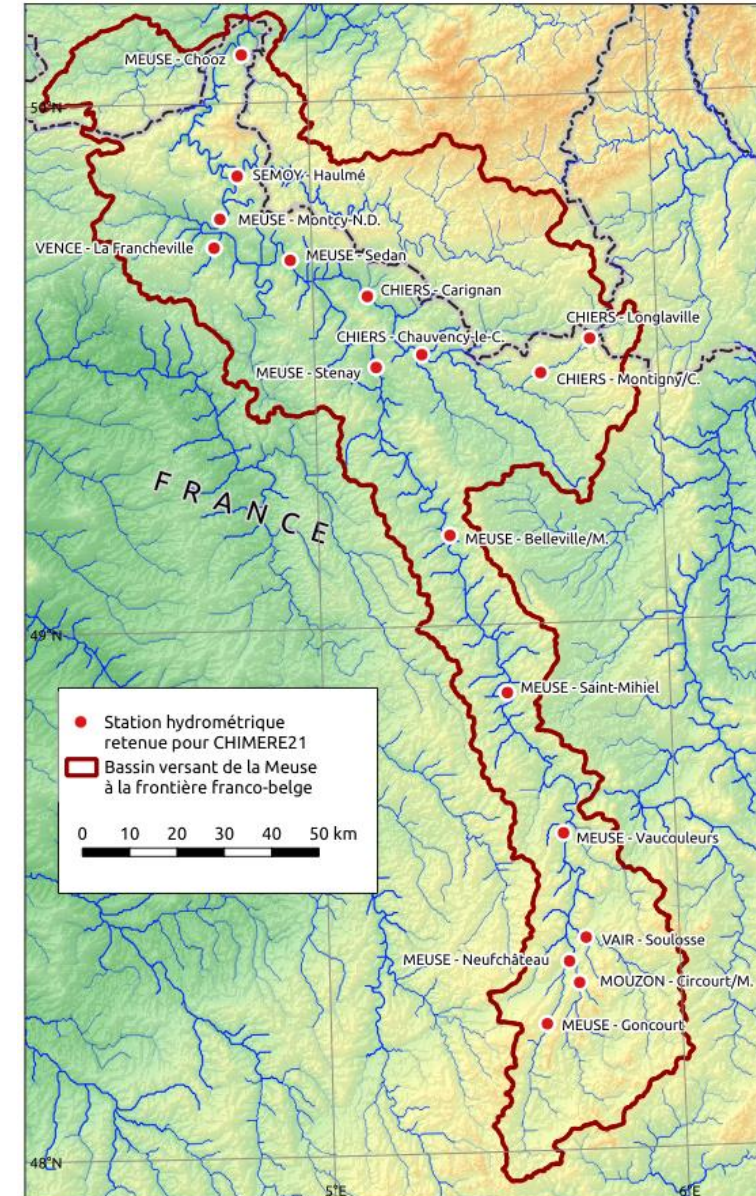 MEUSE - Chooz
50°N
SEMOY - Haulmé
MEUSE - Montcy-N.D.
VENCE - La Francheville
MEUSE - Sedan
CHIERS - Carignan
CHIERS - Longlaville
CHIERS - Chauvency-le-C.
MEUSE - Stenay
CHIERS - Montigny/C.
FRANCE
MEUSE - Belleville/M.
49°N
MEUSE - Saint-Mihiel
Station hydrométrique
retenue pour CHIMERE21
Bassin versant de la Meuse
à la frontière franco-belge
0 10 20 30 40 50 km
MEUSE - Vaucouleurs
VAIR - Soulosse
MEUSE - Neufchâteau
MOUZON - Circourt/M.
MEUSE - Goncourt
48°N
5°E
6°E